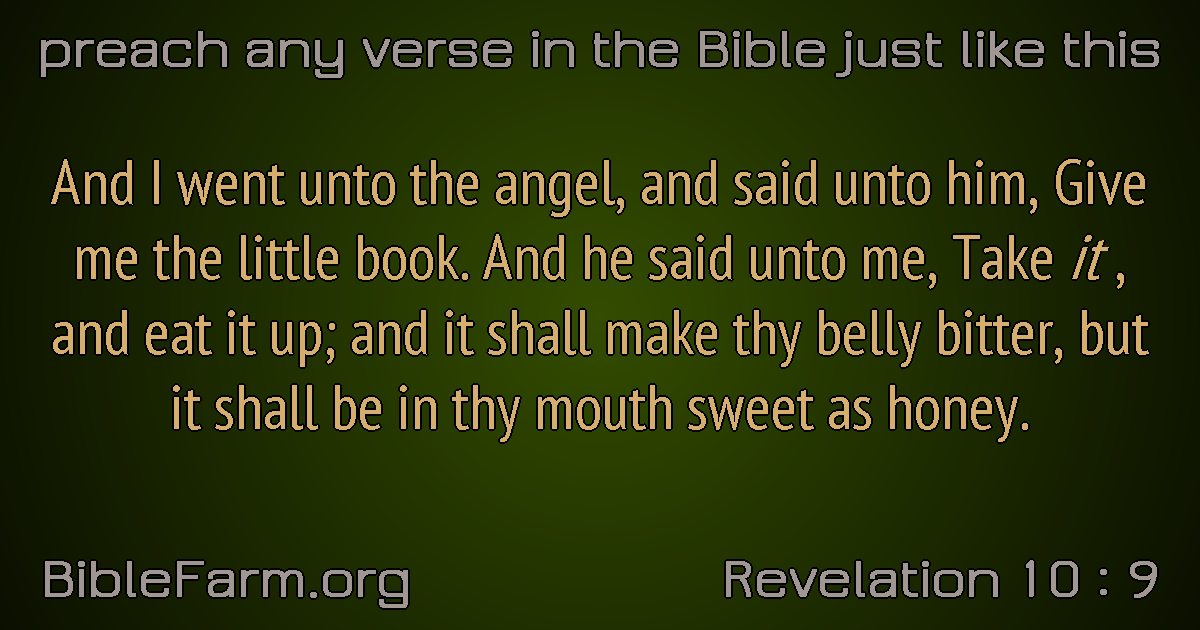 preach any verse in the Bible just like this
And I went unto the angel, and said unto him, Give
me the little book. And he said unto me, Take it ,
and eat it up; and it shall make thy belly bitter, but
it shall be in thy mouth sweet as honey.
BibleFarm.org
Revelation 10 : 9